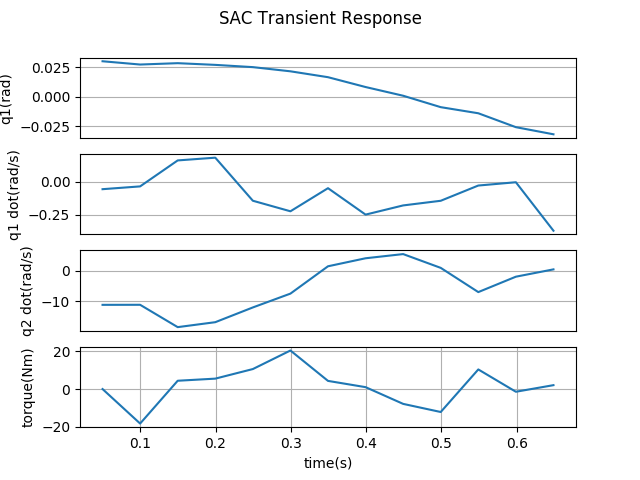 SAC Transient Response
q1(rad)
0.025
0.000
−0.025
q1 dot(rad/s)
0.00
−0.25
q2 dot(rad/s)
0
−10
torque(Nm)
20
0
−20
0.1 0.2 0.3 0.4 0.5 0.6
time(s)